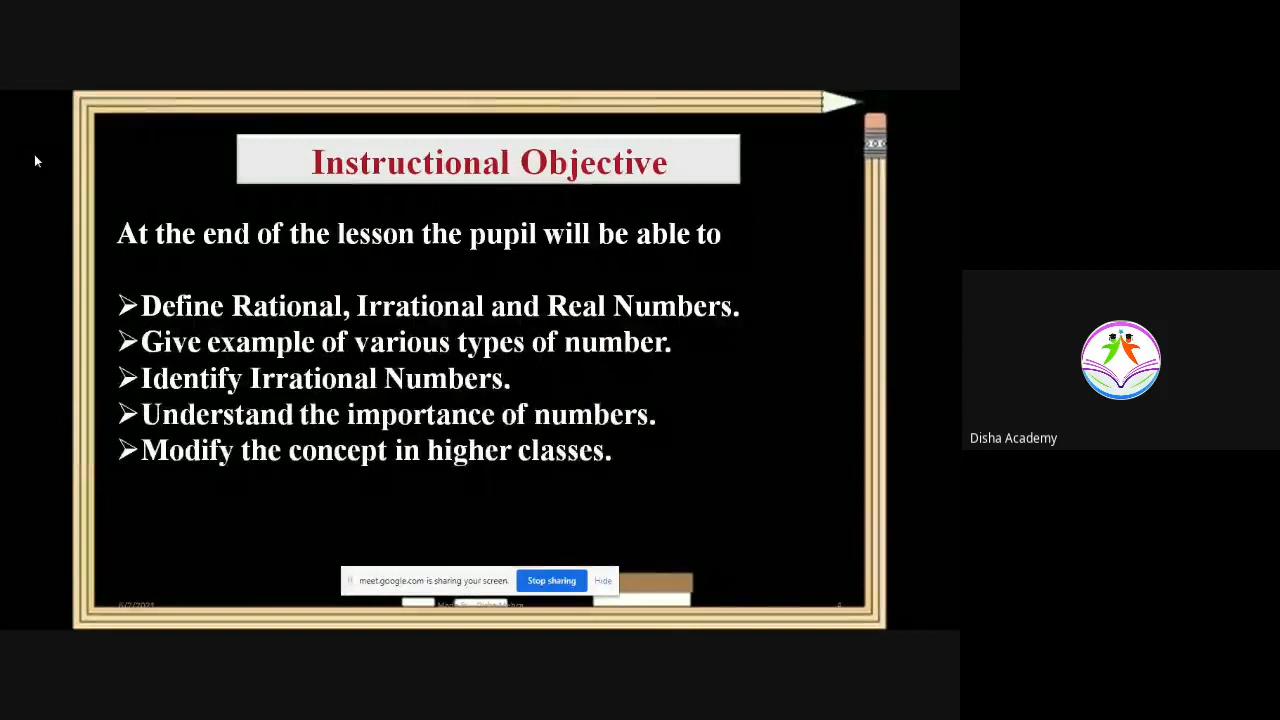 Instructional Objective
At the end of the lesson the pupil will be able to
➢Define Rational, Irrational and Real Numbers.
➢Give example of various types of number.
➢Identify Irrational Numbers.
➢Understand the importance of numbers.
➢Modify the concept in higher classes.
Disha Academy
meet.google.com is sharing your screen. Stop sharing Hide